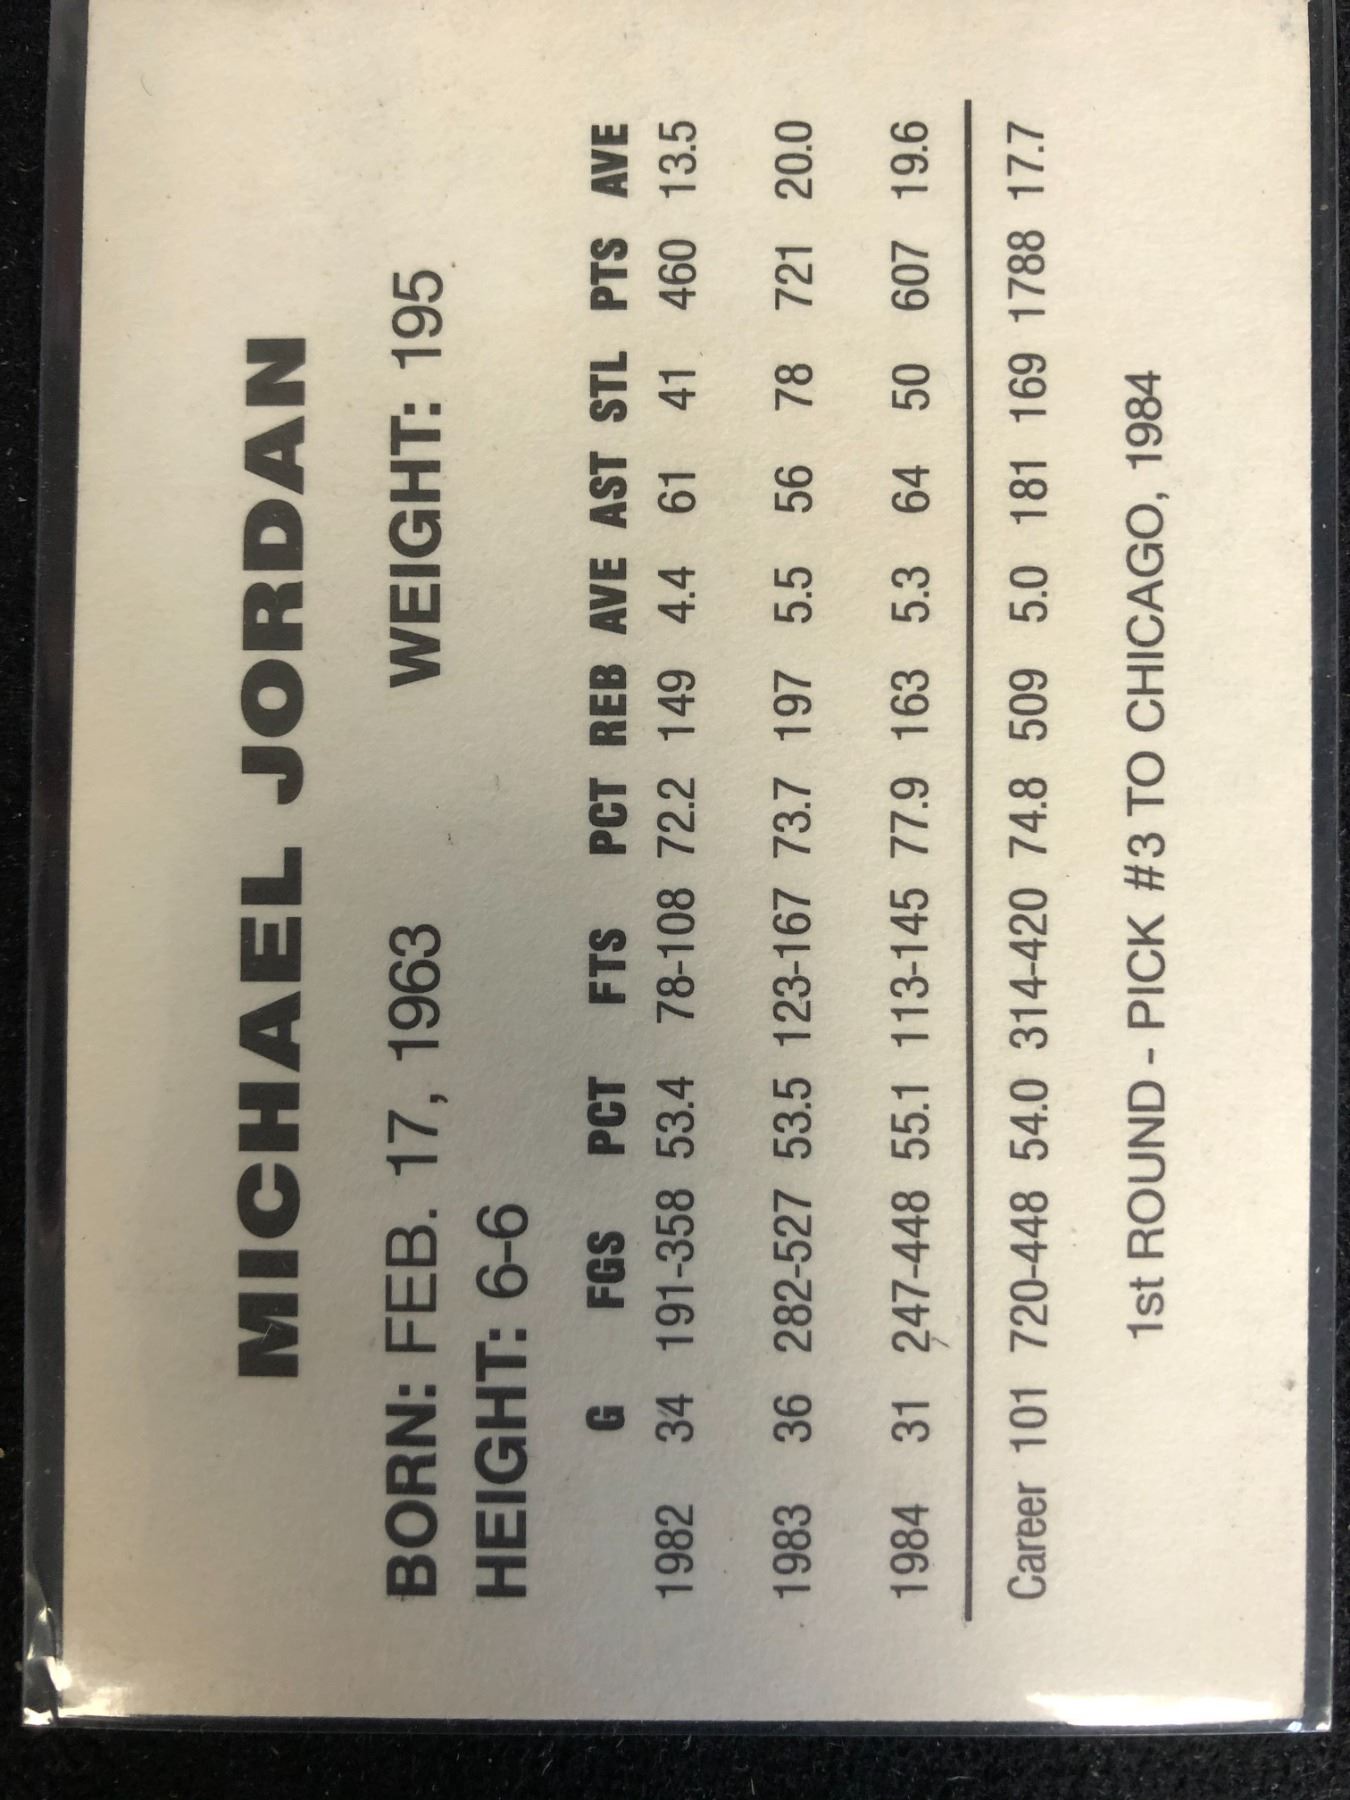 MICHAEL JORDAN
BORN: FEB. 17, 1963 WEIGHT: 195
HEIGHT: 6-6
G FGS PCT FTS PCT REB AVE AST STL PTS AVE
1982 34 191-358 53.4 78-108 72.2 149 4.4 61 41 460 13.5
1983 36 282-527 53.5 123-167 73.7 197 5.5 56 78 721 20.0
1984 31 247-448 55.1 113-145 77.9 163 5.3 64 50 607 19.6
Career 101 720-448 54.0 314-420 74.8 509 5.0 181 169 1788 17.7
1st ROUND - PICK #3 TO CHICAGO, 1984